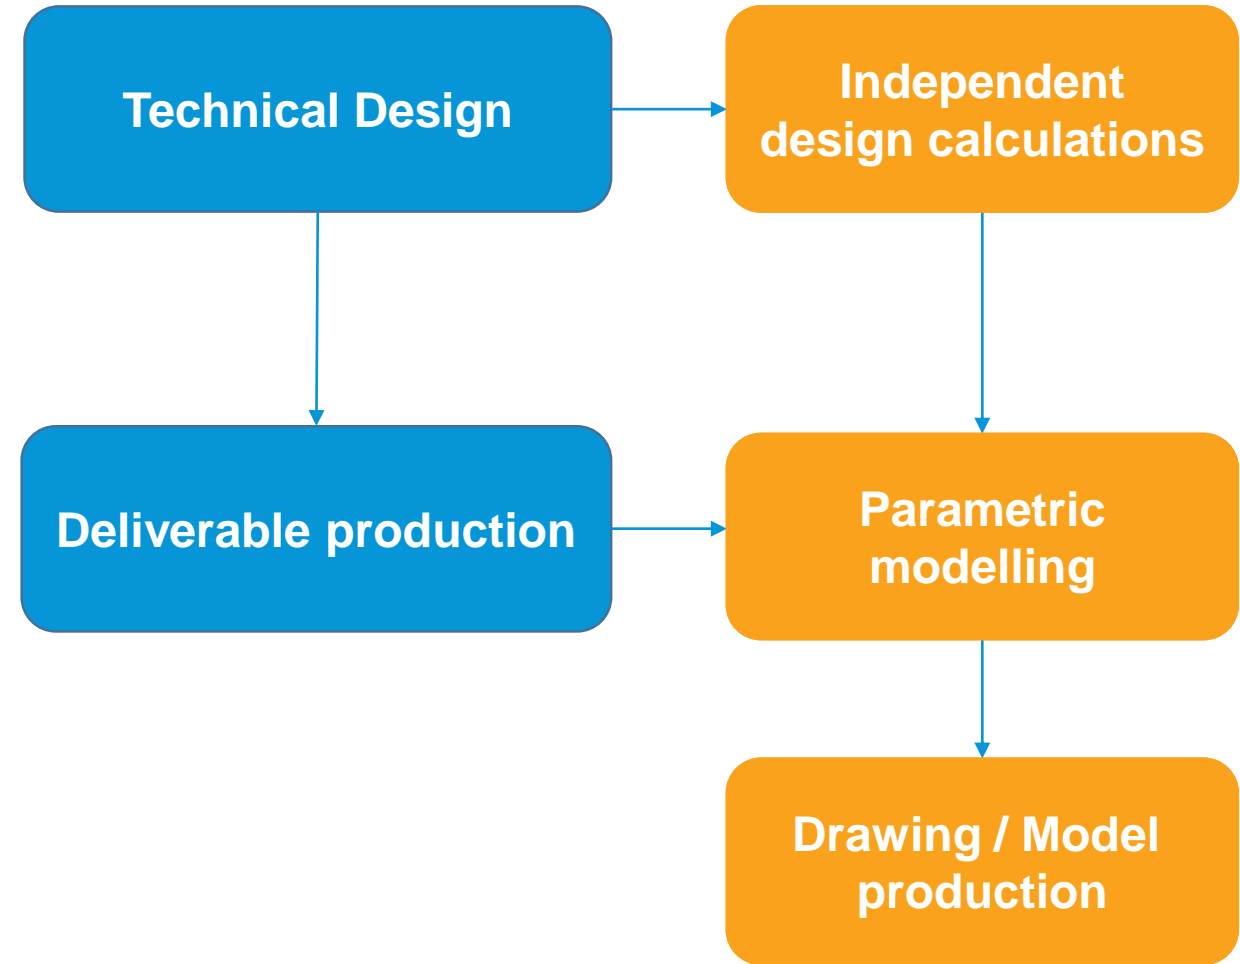 Technical Design
Independent
design calculations
Deliverable production
Parametric
modelling
Drawing / Model
production